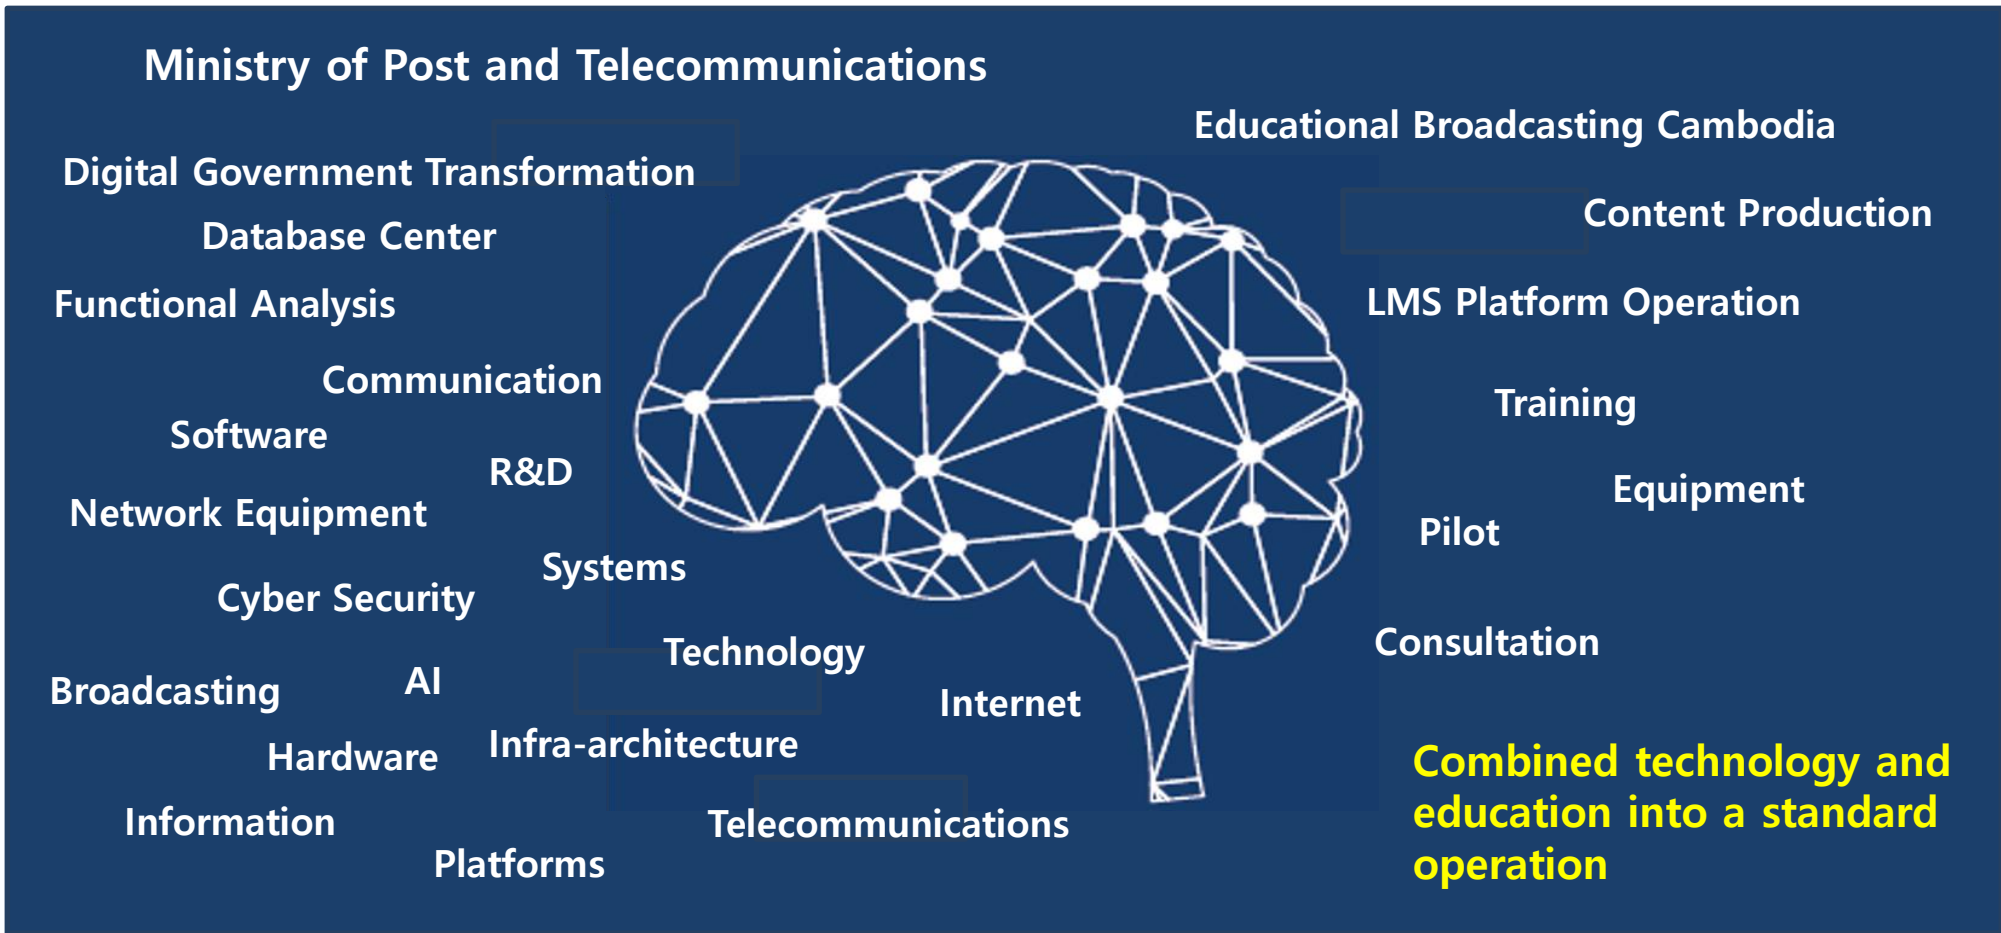 Ministry of Post and Telecommunications
Educational Broadcasting Cambodia
Digital Government Transformation
Content Production
Database Center
Functional Analysis
LMS Platform Operation
Communication
Training
Software
R&D
Equipment
Network Equipment
Pilot
Systems
Cyber Security
Consultation
Technology
AI
Broadcasting
Internet
Infra-architecture
Hardware
Combined technology and
education into a standard
operation
Information
Telecommunications
Platforms